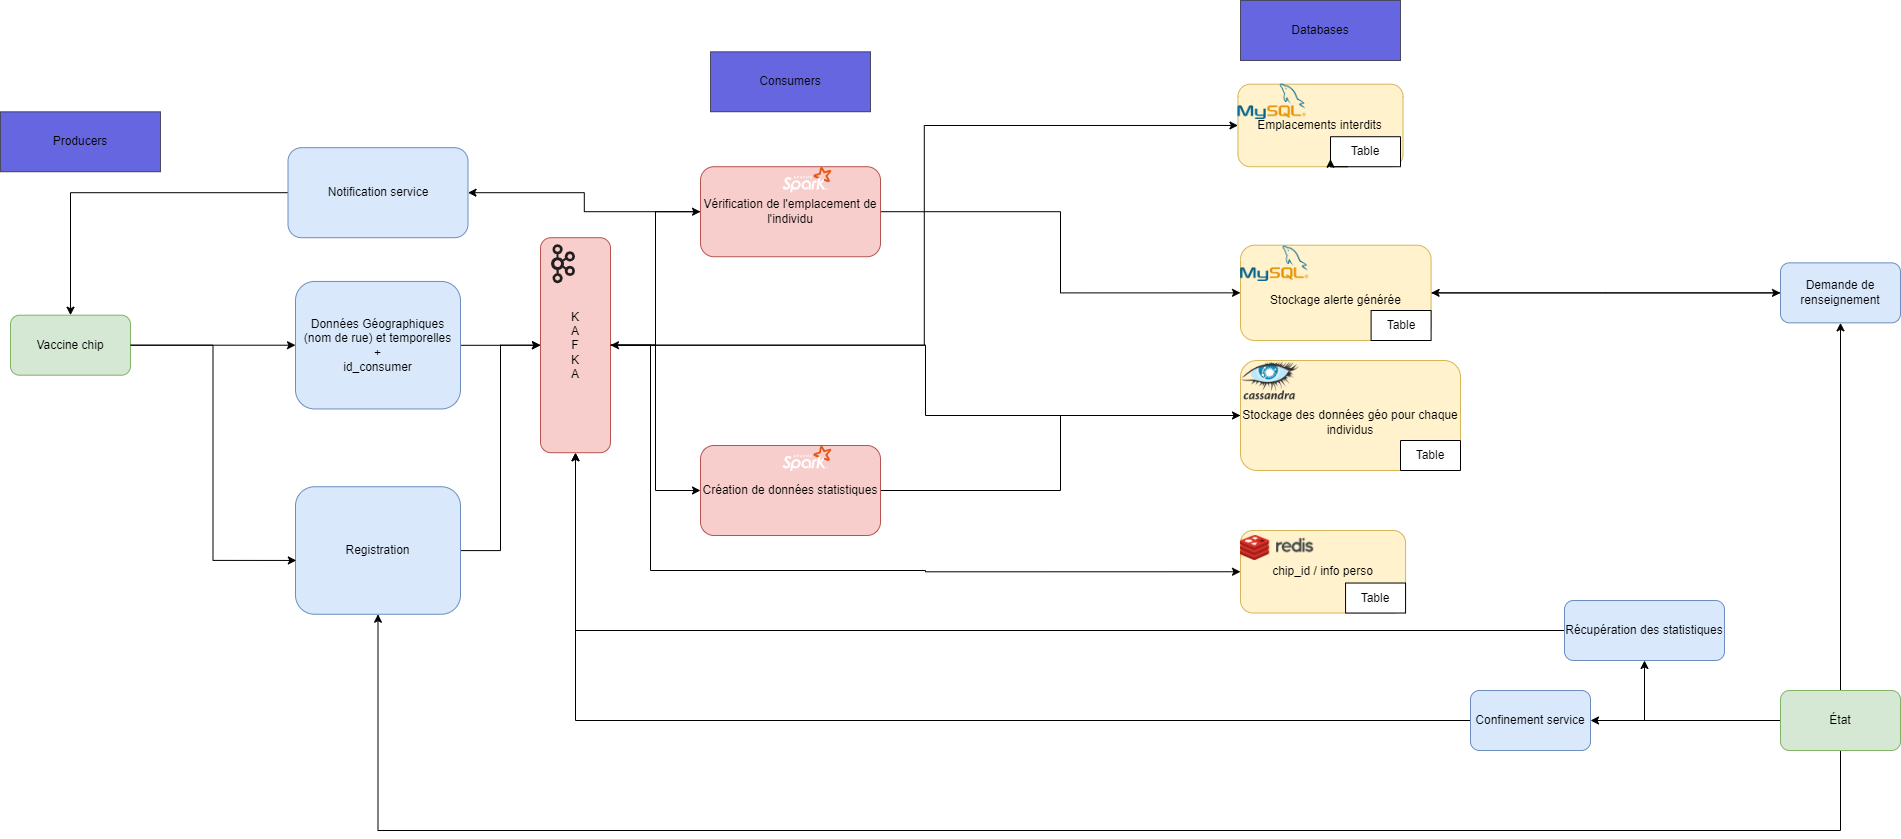 Databases
Consumers
Producers
MySQL
Emplacements interdits
Table
Notification service
APACHE
Spark
Vérification de l'emplacement de
l'individu
MySQL
Stockage alerte générée
Table
Demande de
renseignement
Vaccine chip
Données Géographiques
(nom de rue) et temporelles
+
id_consumer
K
A
F
K
A
cassandra
Stockage des données géo pour chaque
individus
Table
APACHE
Spark
Création de données statistiques
Registration
redis
chip_id / info perso
Table
Récupération des statistiques
Confinement service
État